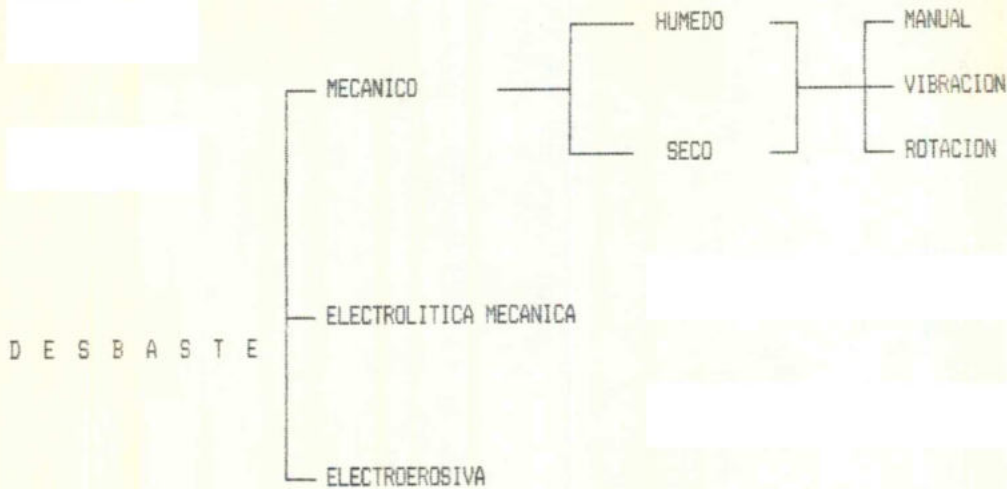 HUMEDO
MANUAL
MECANICO
VIBRACION
SECO
ROTACION
ELECTROLITICA MECANICA
D E S B A S T E
ELECTROEROSIVA